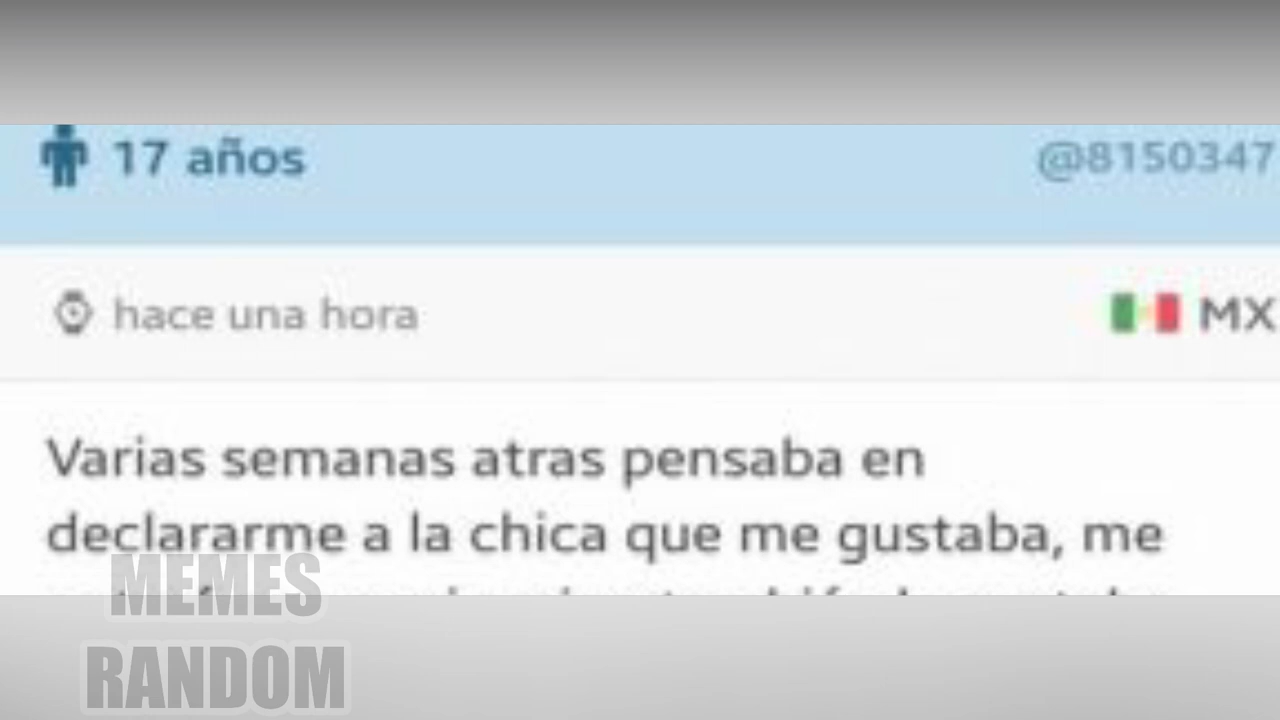 17 años
@8150347
hace una hora
MX
Varias semanas atras pensaba en
declararme a la chica que me gustaba, me
MEMES
RANDOM